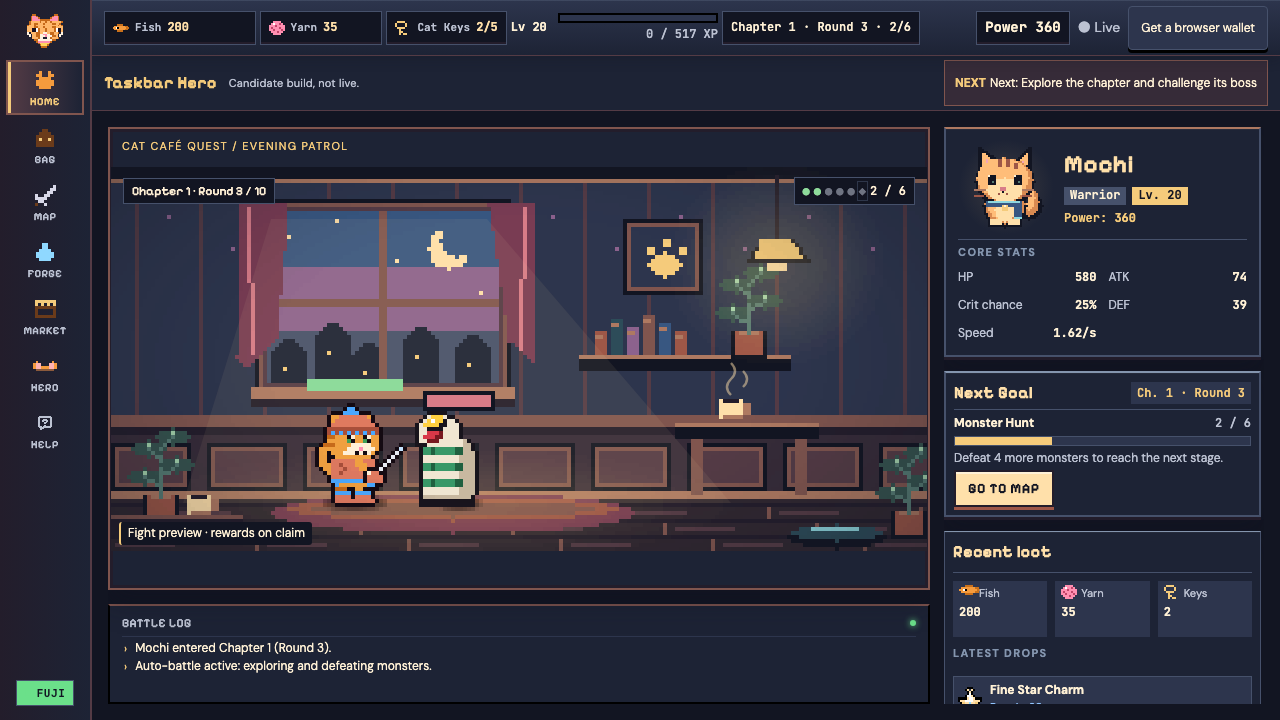 Fish 200
Yarn 35
Cat Keys 2/5
Lv 20
0 / 517 XP
Chapter 1 · Round 3 · 2/6
Power 360
Live
Get a browser wallet
HOME
BAG
MAP
FORGE
MARKET
HERO
HELP
FUJI
Taskbar Hero
Candidate build, not live.
NEXT Next: Explore the chapter and challenge its boss
CAT CAFÉ QUEST / EVENING PATROL
Chapter 1 · Round 3 / 10
2 / 6
Fight preview · rewards on claim
BATTLE LOG
› Mochi entered Chapter 1 (Round 3).
› Auto-battle active: exploring and defeating monsters.
Mochi
Warrior
Lv. 20
Power: 360
CORE STATS
HP 580 ATK 74
Crit chance 25% DEF 39
Speed 1.62/s
Next Goal
Ch. 1 · Round 3
Monster Hunt 2 / 6
Defeat 4 more monsters to reach the next stage.
GO TO MAP
Recent loot
Fish
200
Yarn
35
Keys
2
LATEST DROPS
Fine Star Charm